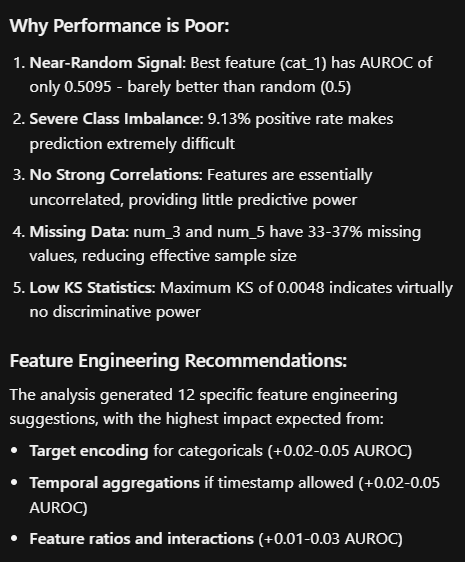 Why Performance is Poor:
1. Near-Random Signal: Best feature (cat_1) has AUROC of
only 0.5095 - barely better than random (0.5)
2. Severe Class Imbalance: 9.13% positive rate makes
prediction extremely difficult
3. No Strong Correlations: Features are essentially
uncorrelated, providing little predictive power
4. Missing Data: num_3 and num_5 have 33-37% missing
values, reducing effective sample size
5. Low KS Statistics: Maximum KS of 0.0048 indicates virtually
no discriminative power
Feature Engineering Recommendations:
The analysis generated 12 specific feature engineering
suggestions, with the highest impact expected from:
• Target encoding for categoricals (+0.02-0.05 AUROC)
• Temporal aggregations if timestamp allowed (+0.02-0.05
AUROC)
• Feature ratios and interactions (+0.01-0.03 AUROC)